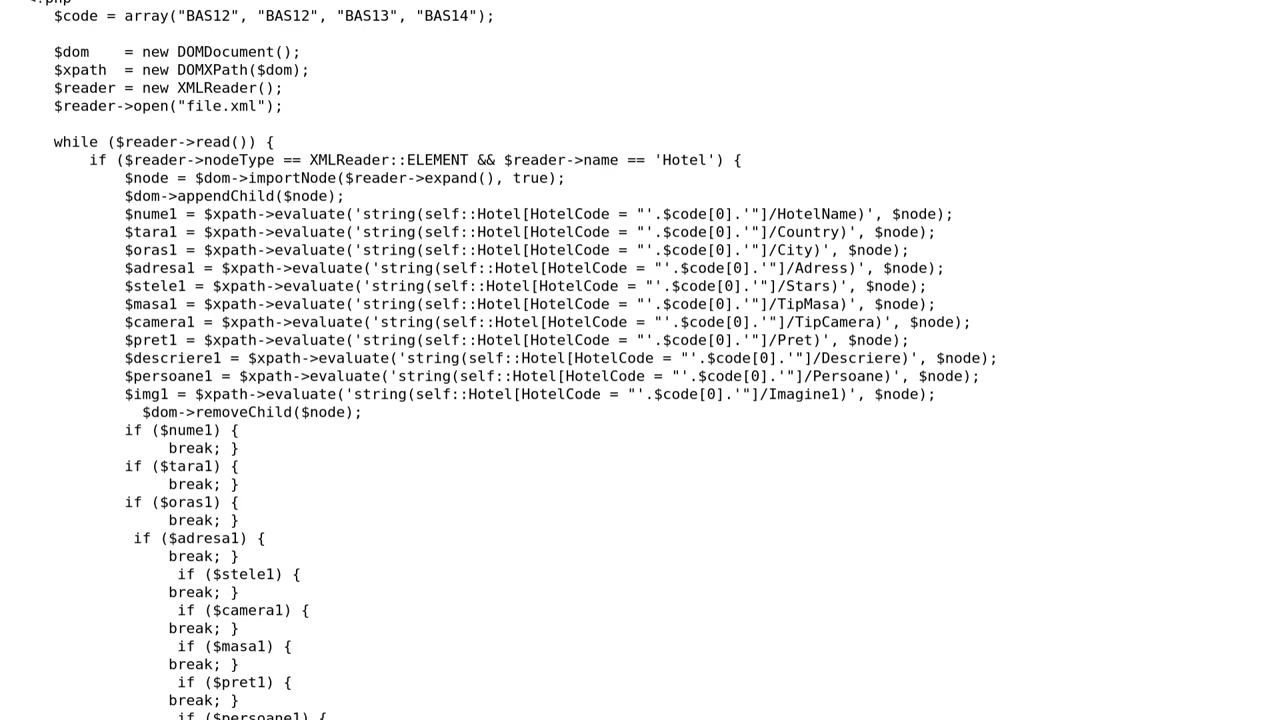 <?php
$code = array("BAS12", "BAS12", "BAS13", "BAS14");
$dom    = new DOMDocument();
$xpath  = new DOMXPath($dom);
$reader = new XMLReader();
$reader->open("file.xml");
while ($reader->read()) {
if ($reader->nodeType == XMLReader::ELEMENT && $reader->name == 'Hotel') {
$node = $dom->importNode($reader->expand(), true);
$dom->appendChild($node);
$nume1 = $xpath->evaluate('string(self::Hotel[HotelCode = "'.$code[0].'"]/HotelName)', $node);
$tara1 = $xpath->evaluate('string(self::Hotel[HotelCode = "'.$code[0].'"]/Country)', $node);
$oras1 = $xpath->evaluate('string(self::Hotel[HotelCode = "'.$code[0].'"]/City)', $node);
$adresa1 = $xpath->evaluate('string(self::Hotel[HotelCode = "'.$code[0].'"]/Adress)', $node);
$stele1 = $xpath->evaluate('string(self::Hotel[HotelCode = "'.$code[0].'"]/Stars)', $node);
$masa1 = $xpath->evaluate('string(self::Hotel[HotelCode = "'.$code[0].'"]/TipMasa)', $node);
$camera1 = $xpath->evaluate('string(self::Hotel[HotelCode = "'.$code[0].'"]/TipCamera)', $node);
$pret1 = $xpath->evaluate('string(self::Hotel[HotelCode = "'.$code[0].'"]/Pret)', $node);
$descriere1 = $xpath->evaluate('string(self::Hotel[HotelCode = "'.$code[0].'"]/Descriere)', $node);
$persoane1 = $xpath->evaluate('string(self::Hotel[HotelCode = "'.$code[0].'"]/Persoane)', $node);
$img1 = $xpath->evaluate('string(self::Hotel[HotelCode = "'.$code[0].'"]/Imagine1)', $node);
$dom->removeChild($node);
if ($nume1) {
break; }
if ($tara1) {
break; }
if ($oras1) {
break; }
if ($adresa1) {
break; }
if ($stele1) {
break; }
if ($camera1) {
break; }
if ($masa1) {
break; }
if ($pret1) {
break; }
if ($persoane1) {